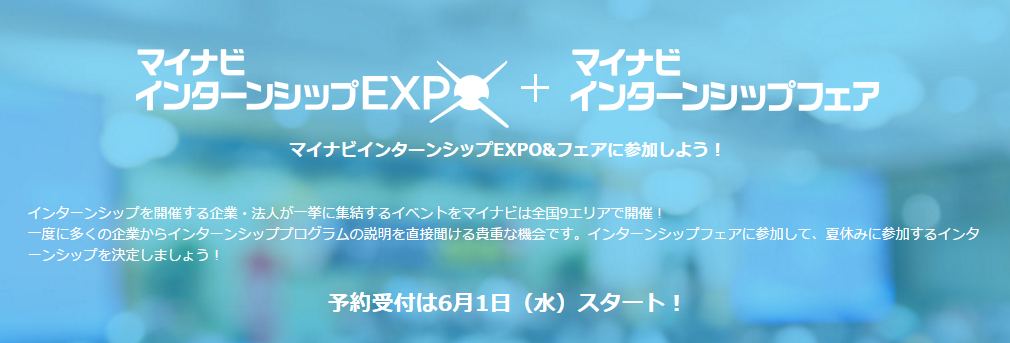 マイナビ
インターンシップEXPO
+
マイナビ
インターンシップフェア
マイナビインターンシップEXPO&フェアに参加しよう！
インターンシップを開催する企業・法人が一挙に集結するイベントをマイナビは全国9エリアで開催！
一度に多くの企業からインターンシッププログラムの説明を直接聞ける貴重な機会です。インターンシップフェアに参加して、夏休みに参加するインタ
ーンシップを決定しましょう！
予約受付は6月1日（水）スタート！